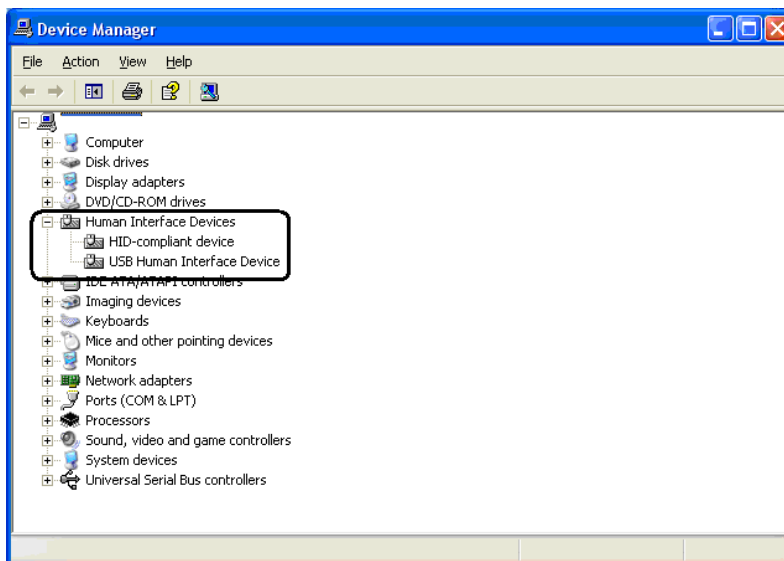 Device Manager
File Action View Help
Computer
Disk drives
Display adapters
DVD/CD-ROM drives
Human Interface Devices
HID-compliant device
USB Human Interface Device
IDE ATA/ATAPI controllers
Imaging devices
Keyboards
Mice and other pointing devices
Monitors
Network adapters
Ports (COM & LPT)
Processors
Sound, video and game controllers
System devices
Universal Serial Bus controllers